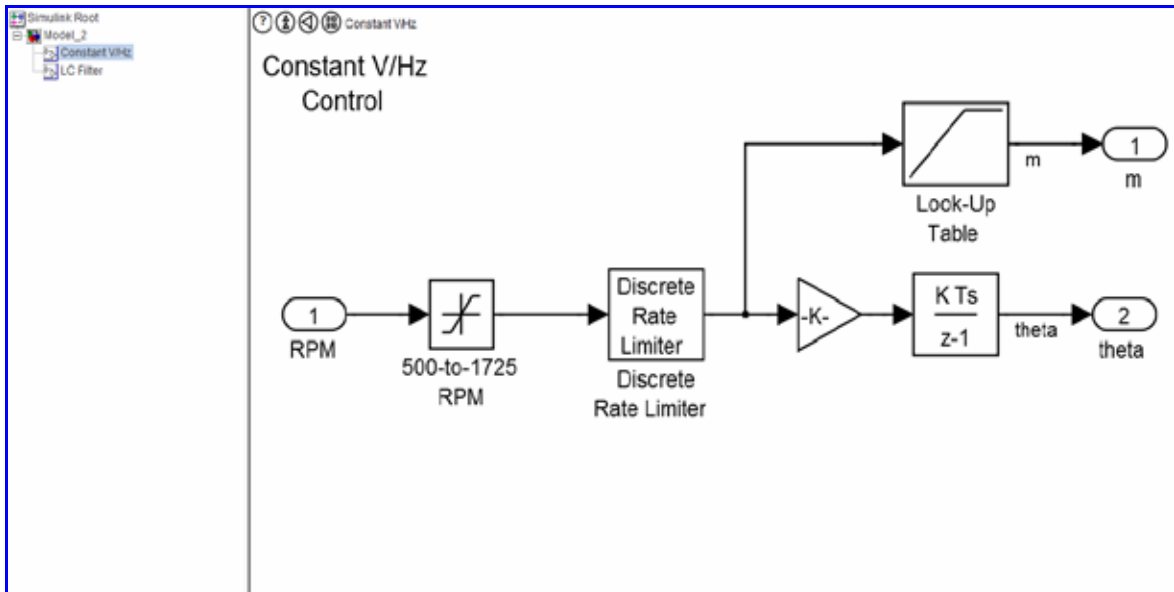 Simulink Root
Model_2
Constant V/Hz
LC Filter
? Constant V/Hz
Constant V/Hz
Control
m
1
m
Look-Up
Table
1
RPM
500-to-1725
RPM
Discrete
Rate
Limiter
Discrete
Rate Limiter
-K-
K Ts
z-1
theta
2
theta